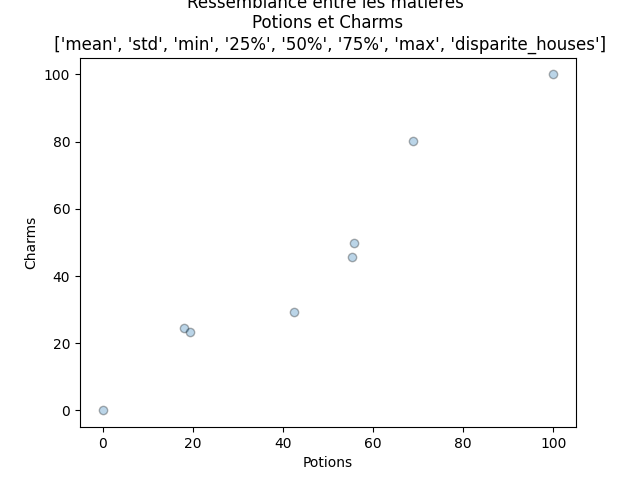 Ressemblance entre les matières
Potions et Charms
['mean', 'std', 'min', '25%', '50%', '75%', 'max', 'disparite_houses']
100
80
60
40
20
0
Charms
0 20 40 60 80 100
Potions